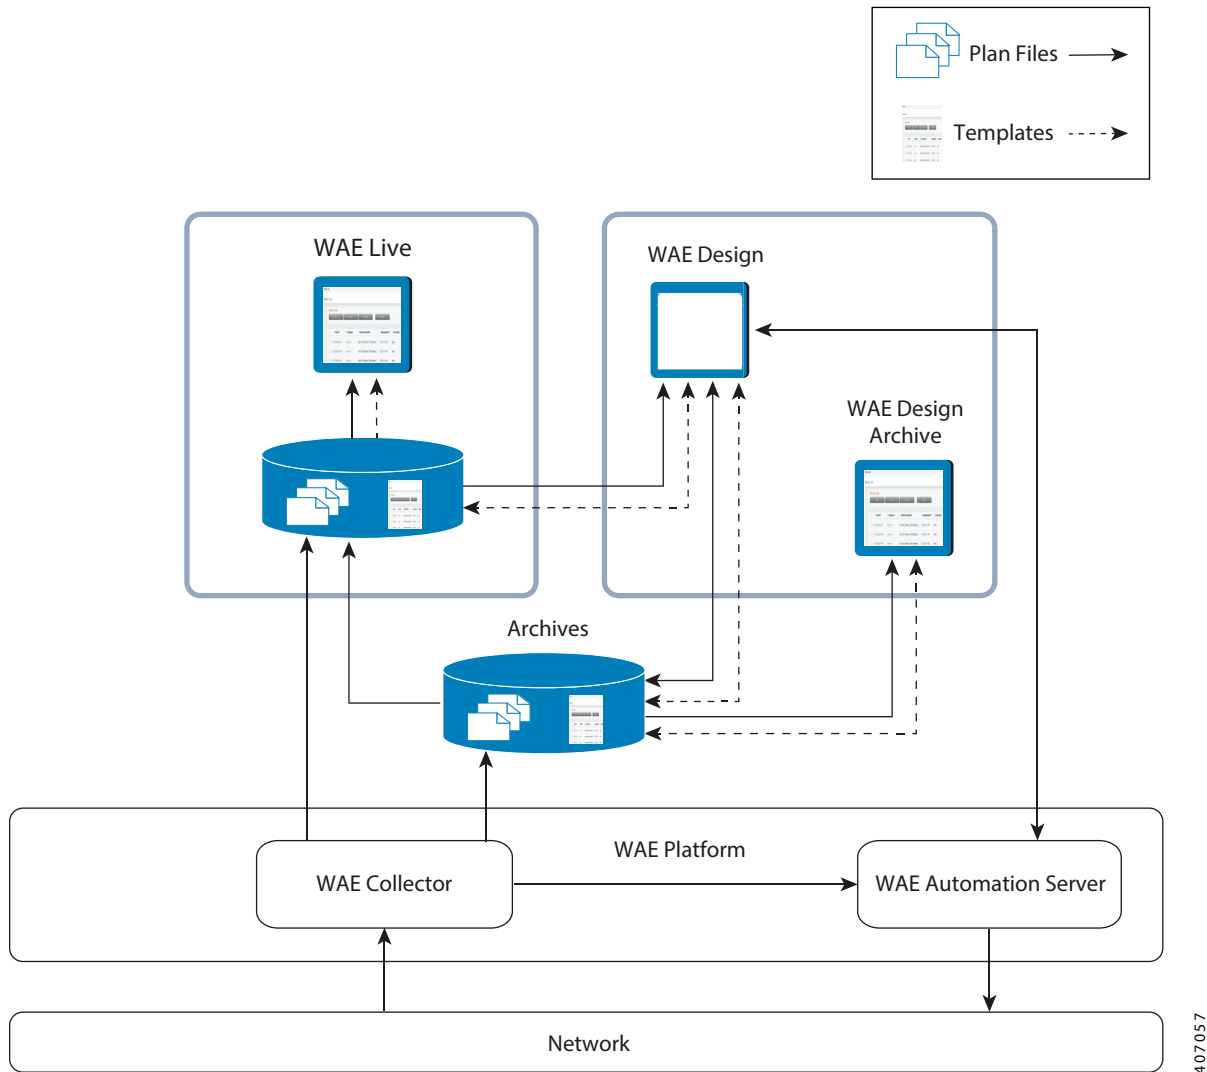 Plan Files
Templates
WAE Live
WAE Design
WAE Design
Archive
Archives
WAE Platform
WAE Collector
WAE Automation Server
Network
407057